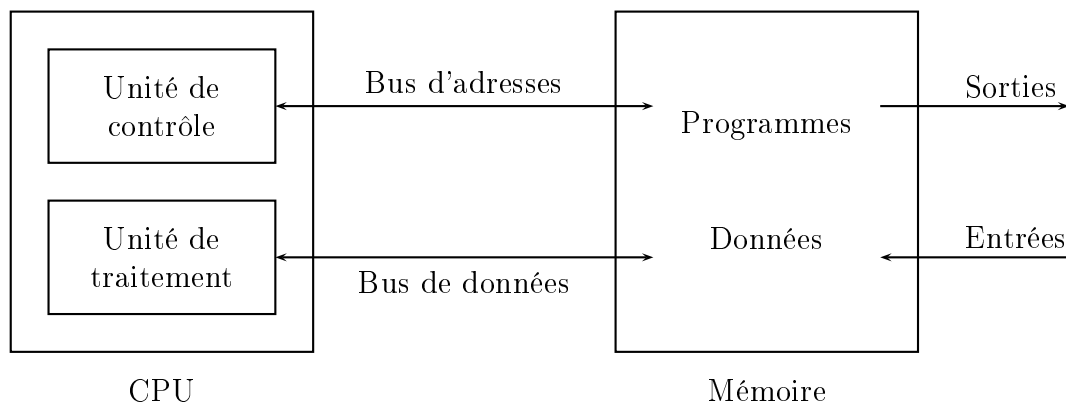 Unité de
contrôle
Bus d'adresses
Programmes
Sorties
Unité de
traitement
Bus de données
Données
Entrées
CPU
Mémoire